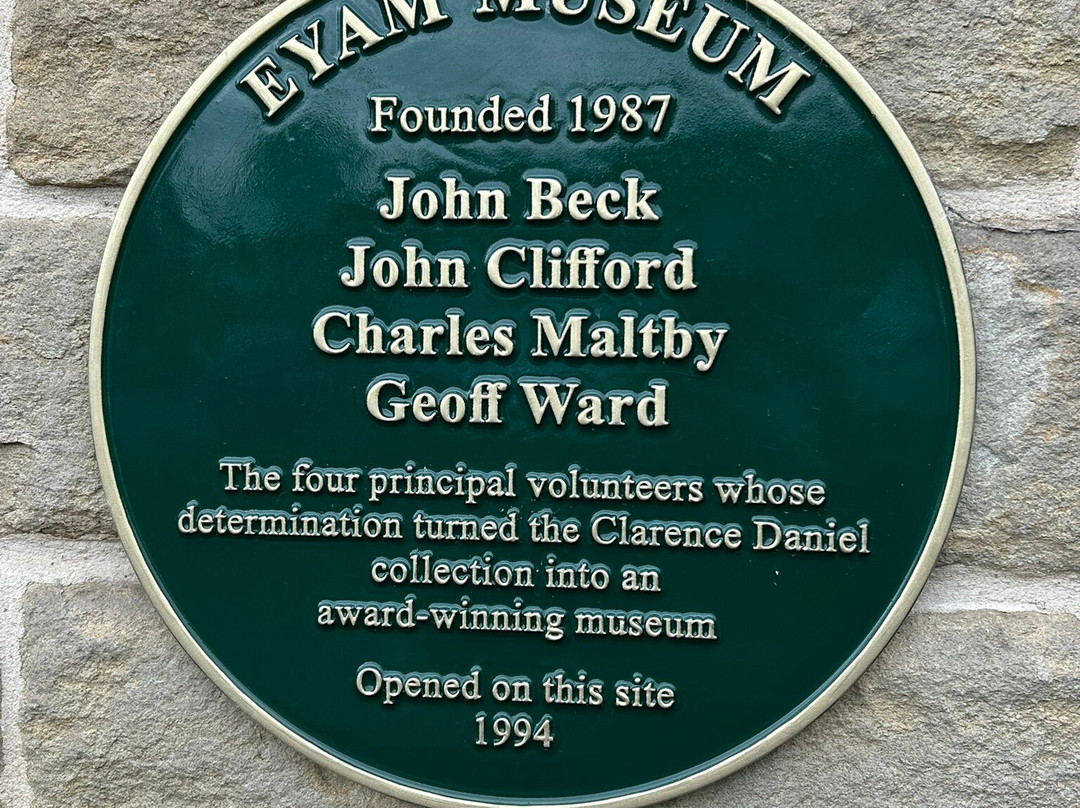 EYAM MUSEUM
Founded 1987
John Beck
John Clifford
Charles Maltby
Geoff Ward
The four principal volunteers whose
determination turned the Clarence Daniel
collection into an
award-winning museum
Opened on this site
1994